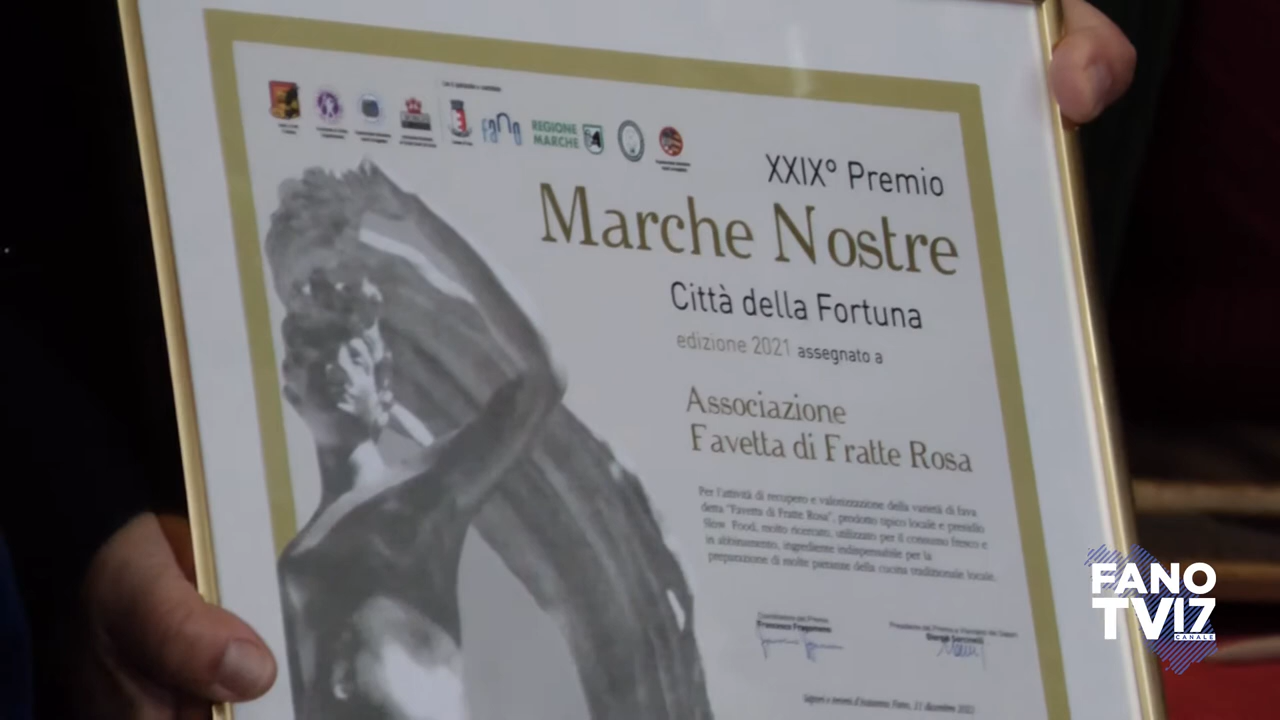 REGIONE
MARCHE
XXIX° Premio
Marche Nostre
Città della Fortuna
edizione 2021 assegnato a
Associazione
Favetta di Fratte Rosa
Per l'attività di recupero e valorizzazione della varietà di fava
detta "Favetta di Fratte Rosa", prodotto tipico locale e presidio
Slow Food, molto ricercato, utilizzato per il consumo fresco e
in abbinamento, ingrediente indispensabile per la
preparazione di molte pietanze della cucina tradizionale locale.
FANO
TV17
CANALE